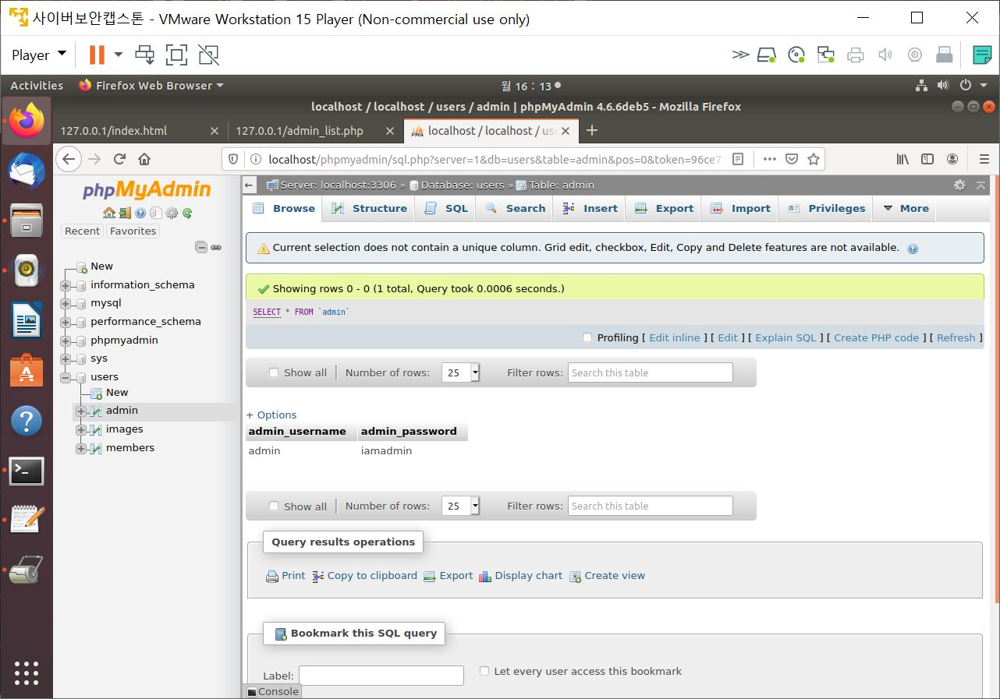 사이버보안캡스톤 - VMware Workstation 15 Player (Non-commercial use only)
Player
Activities Firefox Web Browser 월 16 : 13
localhost / localhost / users / admin | phpMyAdmin 4.6.6deb5 - Mozilla Firefox
127.0.0.1/index.html 127.0.0.1/admin_list.php localhost / localhost / us
localhost/phpmyadmin/sql.php?server=1&db=users&table=admin&pos=0&token=96ce7
phpMyAdmin
Recent Favorites
New
information_schema
mysql
performance_schema
phpmyadmin
sys
users
New
admin
images
members
Server: localhost:3306 » Database: users » Table: admin
Browse Structure SQL Search Insert Export Import Privileges More
Current selection does not contain a unique column. Grid edit, checkbox, Edit, Copy and Delete features are not available.
Showing rows 0 - 0 (1 total, Query took 0.0006 seconds.)
SELECT * FROM `admin`
Profiling [ Edit inline ] [ Edit ] [ Explain SQL ] [ Create PHP code ] [ Refresh ]
Show all Number of rows: 25 Filter rows: Search this table
+ Options
admin_username admin_password
admin iamadmin
Show all Number of rows: 25 Filter rows: Search this table
Query results operations
Print Copy to clipboard Export Display chart Create view
Bookmark this SQL query
Label: Let every user access this bookmark
Console